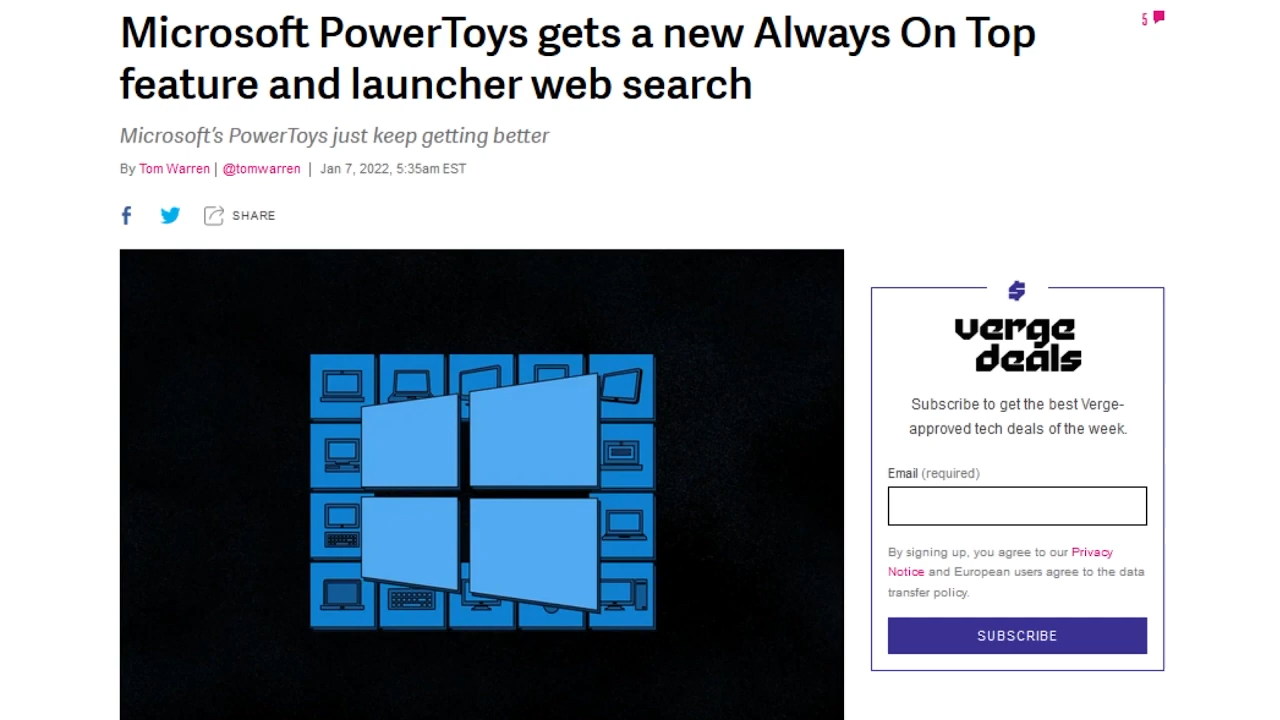 Microsoft PowerToys gets a new Always On Top
feature and launcher web search
5
Microsoft's PowerToys just keep getting better
By Tom Warren | @tomwarren | Jan 7, 2022, 5:35am EST
SHARE
verge
deals
Subscribe to get the best Verge-
approved tech deals of the week.
Email (required)
By signing up, you agree to our Privacy
Notice and European users agree to the data
transfer policy.
SUBSCRIBE